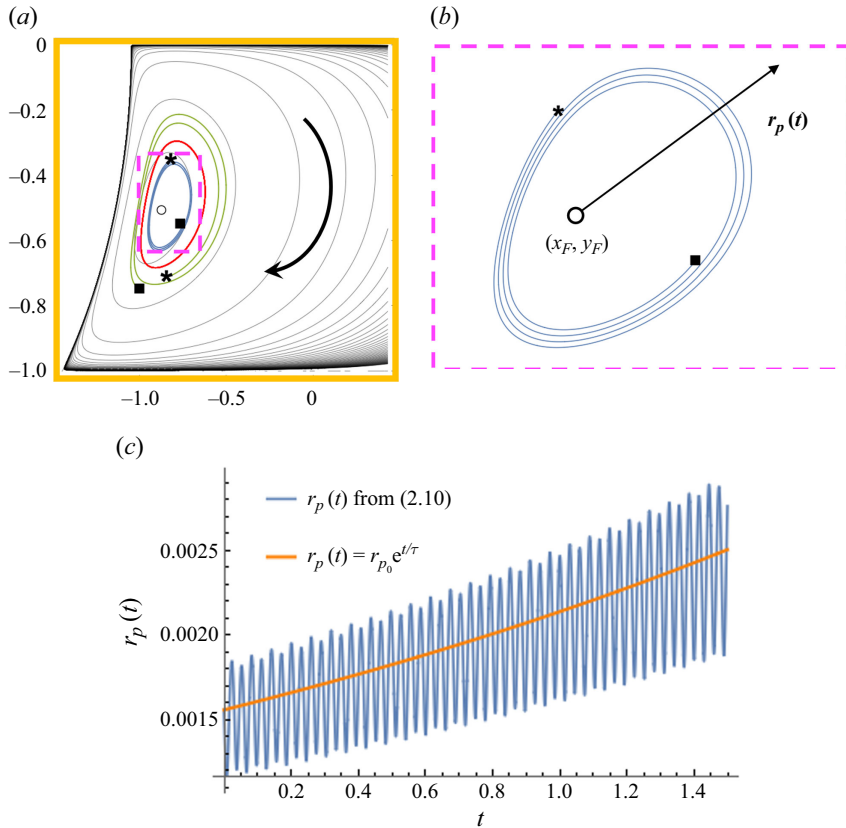 (a)
0
–0.2
–0.4
–0.6
–0.8
–1.0
–1.0 –0.5 0
(b)
r_p (t)
(x_F, y_F)
(c)
r_p (t) from (2.10)
r_p (t) = r_{p_0} e^{t/τ}
r_p (t)
0.0025
0.0020
0.0015
0.2 0.4 0.6 0.8 1.0 1.2 1.4
t